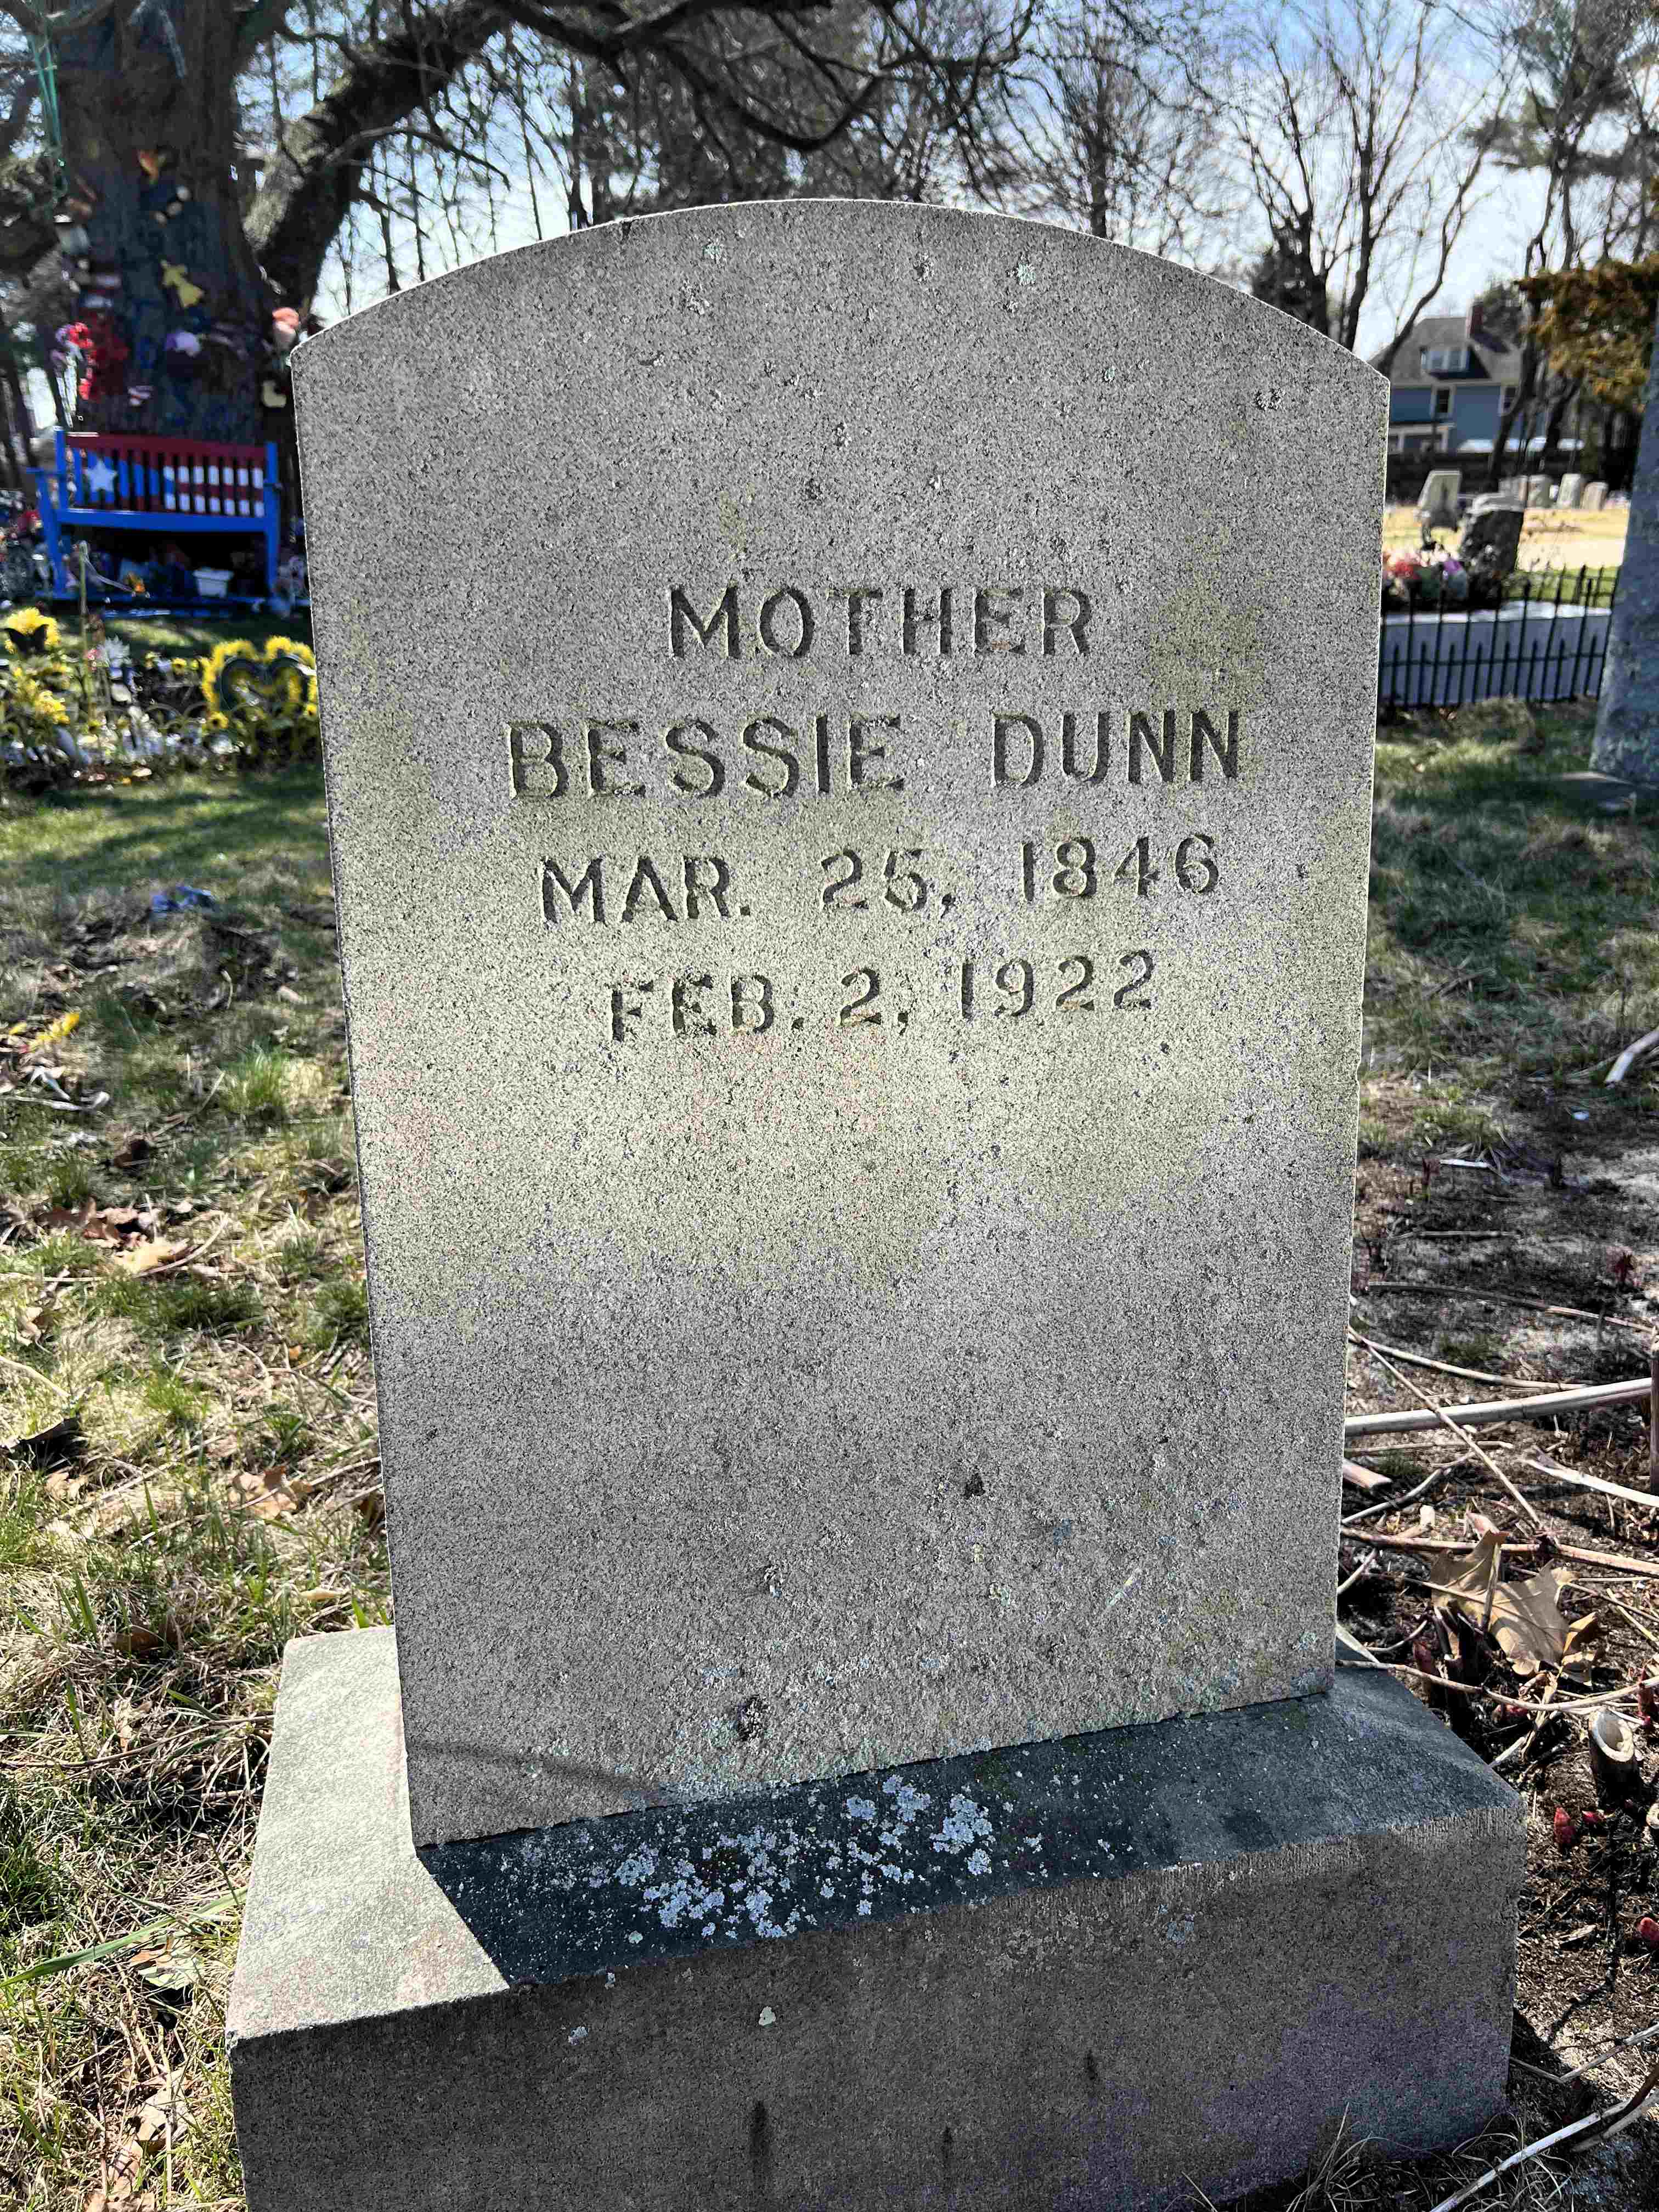 MOTHER
BESSIE DUNN
MAR. 25, 1846
FEB. 2, 1922